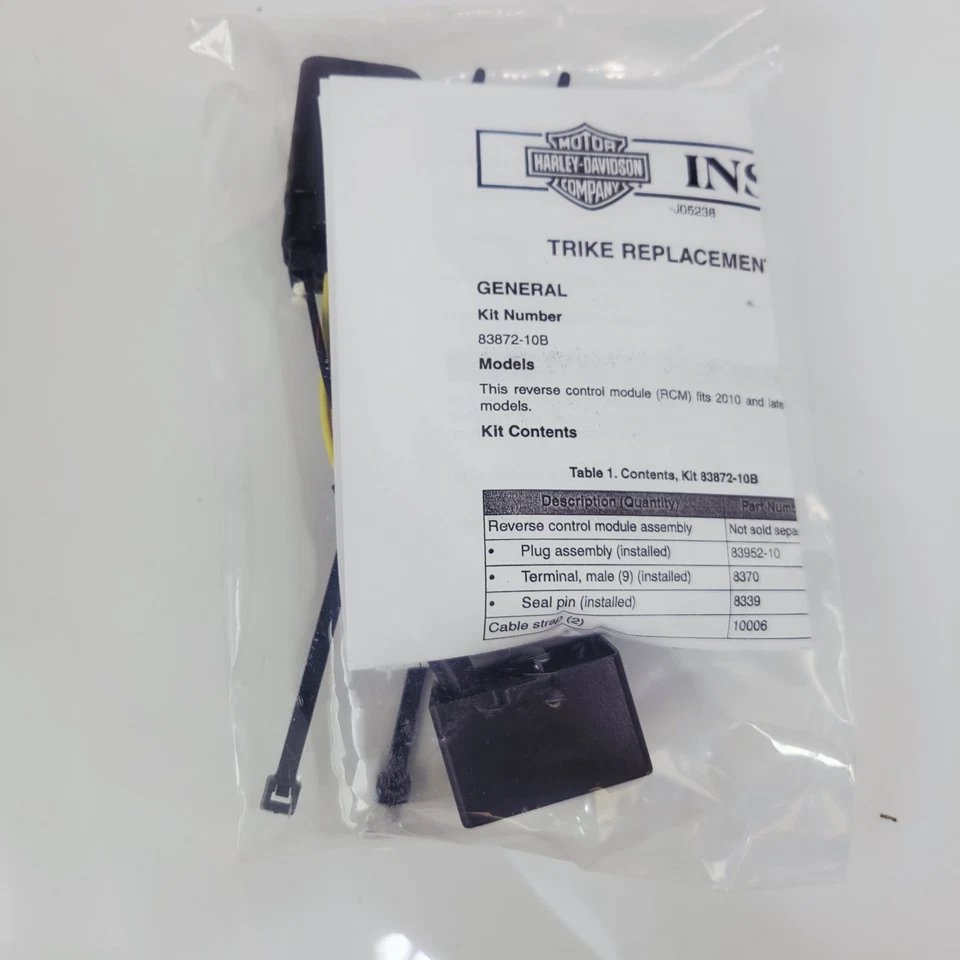 MOTOR
HARLEY-DAVIDSON
COMPANY
INS
-J05238
TRIKE REPLACEMEN
GENERAL
Kit Number
83872-10B
Models
This reverse control module (RCM) fits 2010 and late
models.
Kit Contents
Table 1. Contents, Kit 83872-10B
Description (Quantity) Part Num
Reverse control module assembly Not sold sepa
• Plug assembly (installed) 83952-10
• Terminal, male (9) (installed) 8370
• Seal pin (installed) 8339
Cable strap (2) 10006